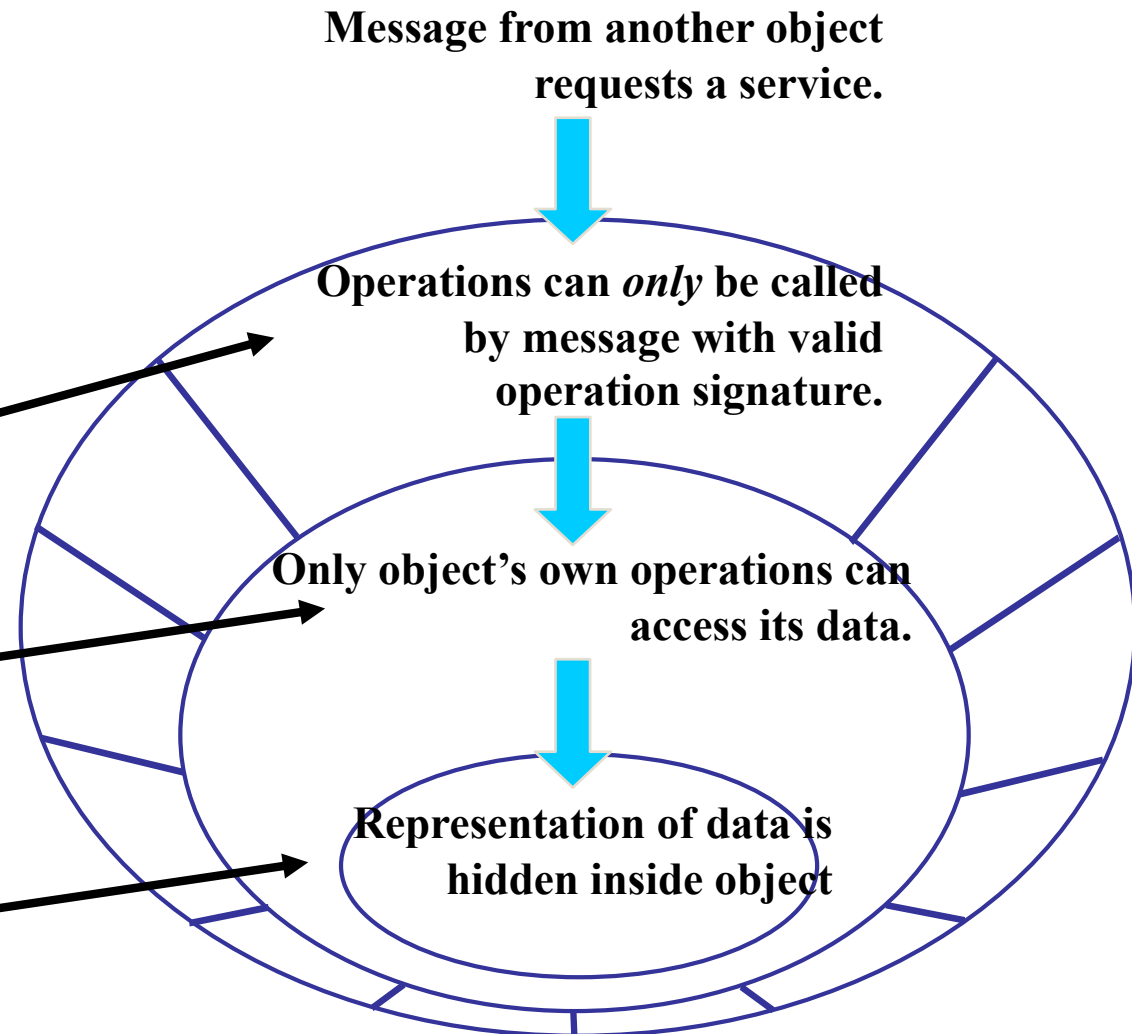 Message from another object
requests a service.
Operations can only be called
by message with valid
operation signature.
Only object’s own operations can
access its data.
Representation of data is
hidden inside object